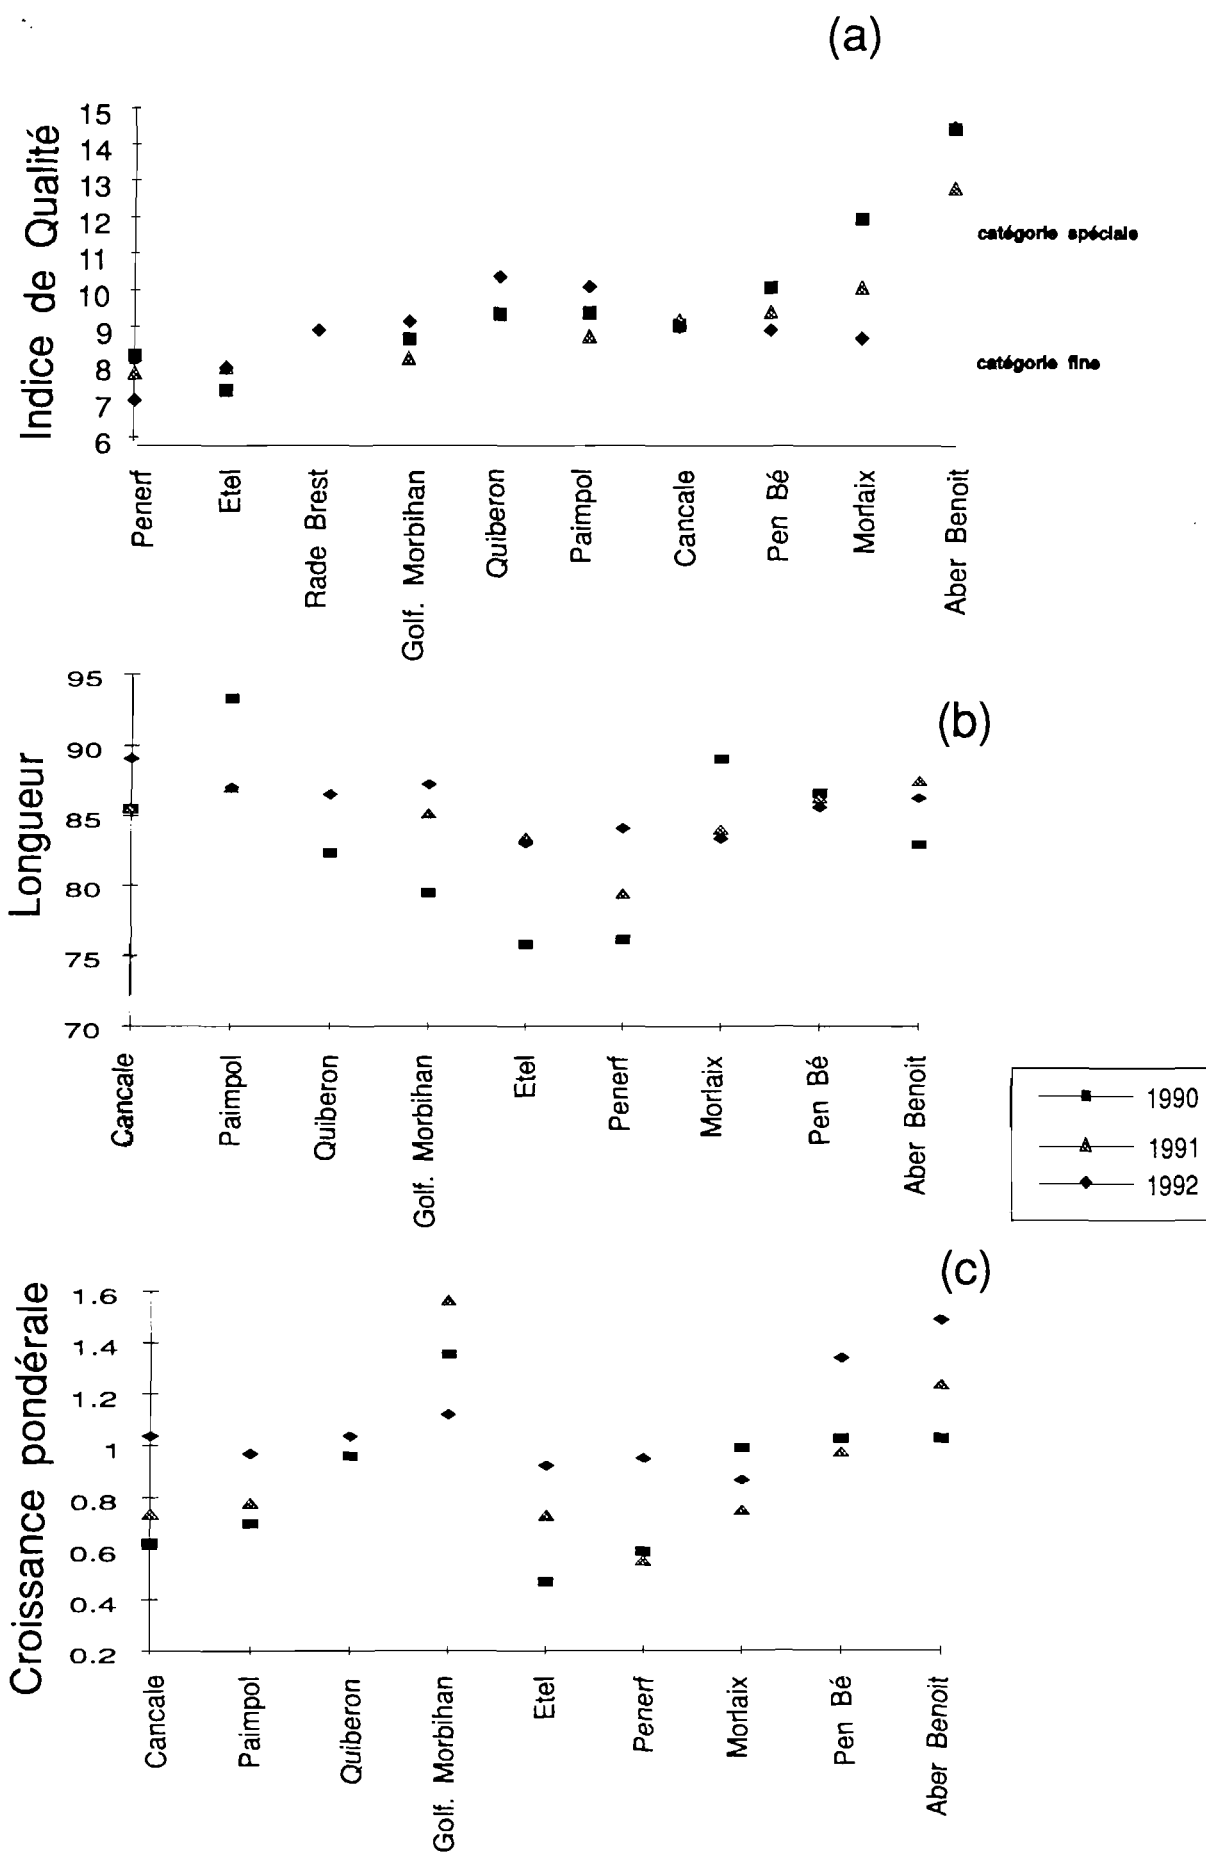 (a)
Indice de Qualité
15
14
13
12
11
10
9
8
7
6
catégorie spéciale
catégorie fine
Penerf
Etel
Rade Brest
Golf. Morbihan
Quiberon
Paimpol
Cancale
Pen Bé
Morlaix
Aber Benoit
(b)
Longueur
95
90
85
80
75
70
Cancale
Paimpol
Quiberon
Golf. Morbihan
Etel
Penerf
Morlaix
Pen Bé
Aber Benoit
1990
1991
1992
(c)
Croissance pondérale
1.6
1.4
1.2
1
0.8
0.6
0.4
0.2
Cancale
Paimpol
Quiberon
Golf. Morbihan
Etel
Penerf
Morlaix
Pen Bé
Aber Benoit